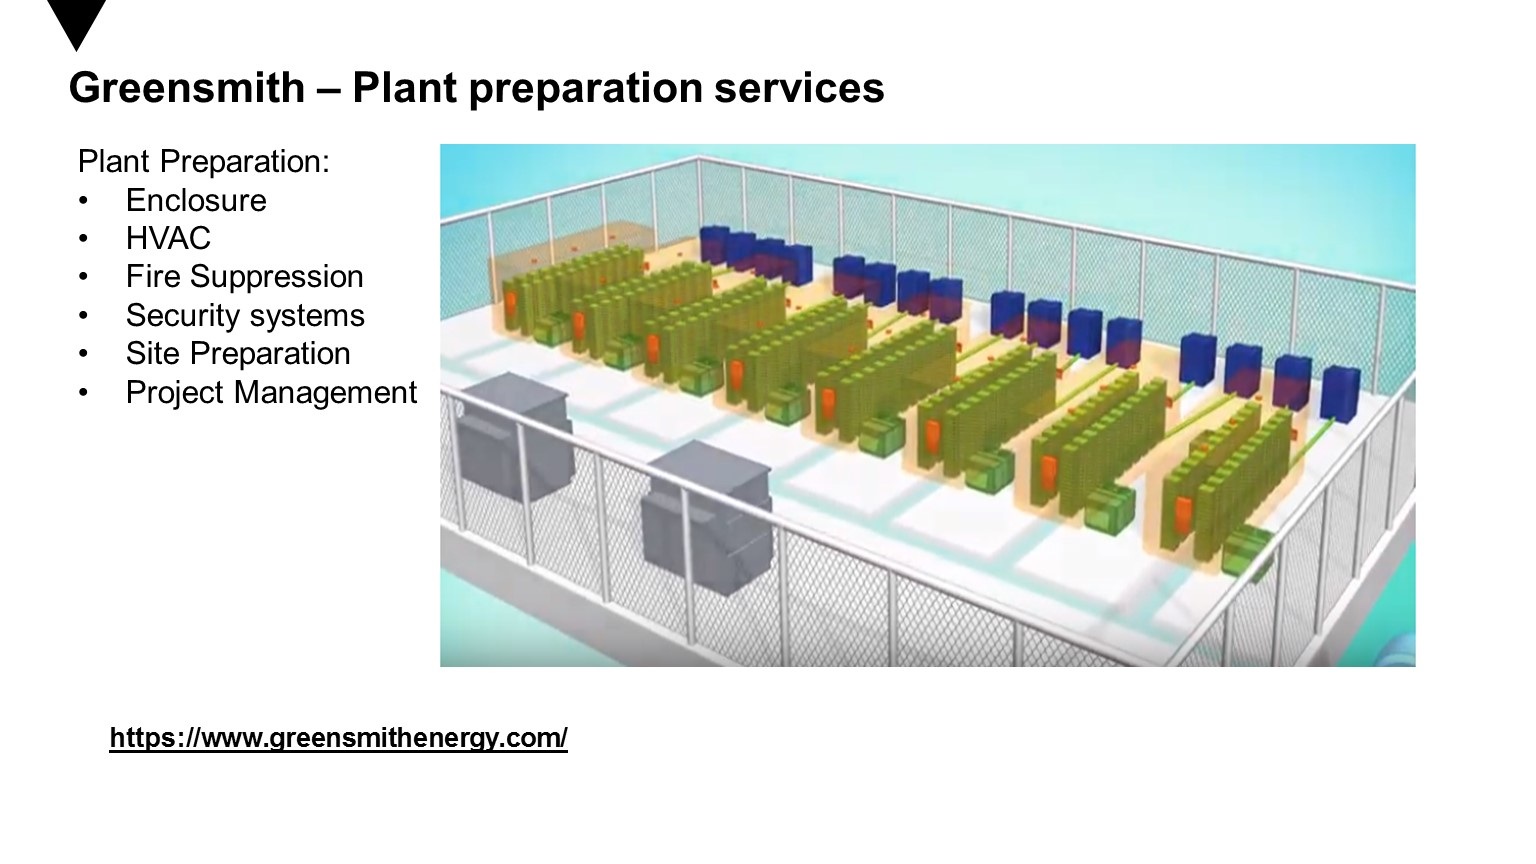 Greensmith – Plant preparation services
Plant Preparation:
• Enclosure
• HVAC
• Fire Suppression
• Security systems
• Site Preparation
• Project Management
https://www.greensmithenergy.com/